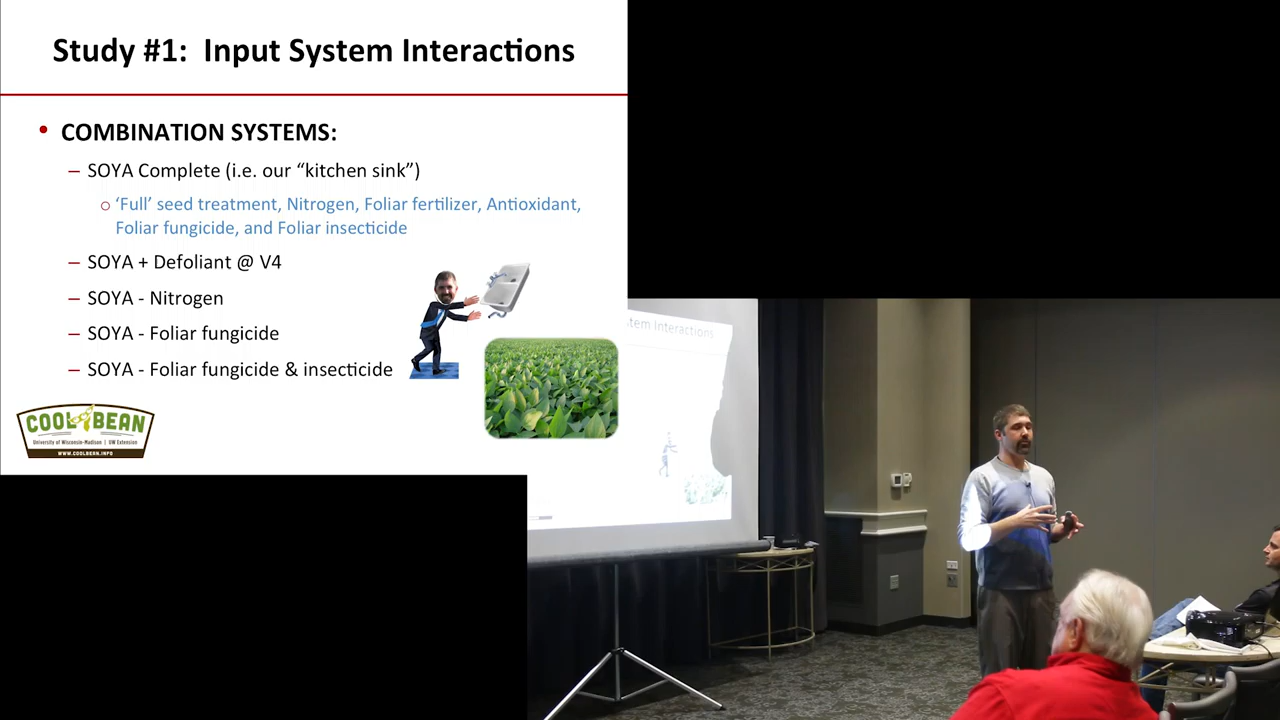 Study #1: Input System Interactions
• COMBINATION SYSTEMS:
– SOYA Complete (i.e. our “kitchen sink”)
o ‘Full’ seed treatment, Nitrogen, Foliar fertilizer, Antioxidant,
Foliar fungicide, and Foliar insecticide
– SOYA + Defoliant @ V4
– SOYA - Nitrogen
– SOYA - Foliar fungicide
– SOYA - Foliar fungicide & insecticide
COOL BEAN
University of Wisconsin-Madison | UW Extension
WWW.COOLBEAN.INFO
Interactions